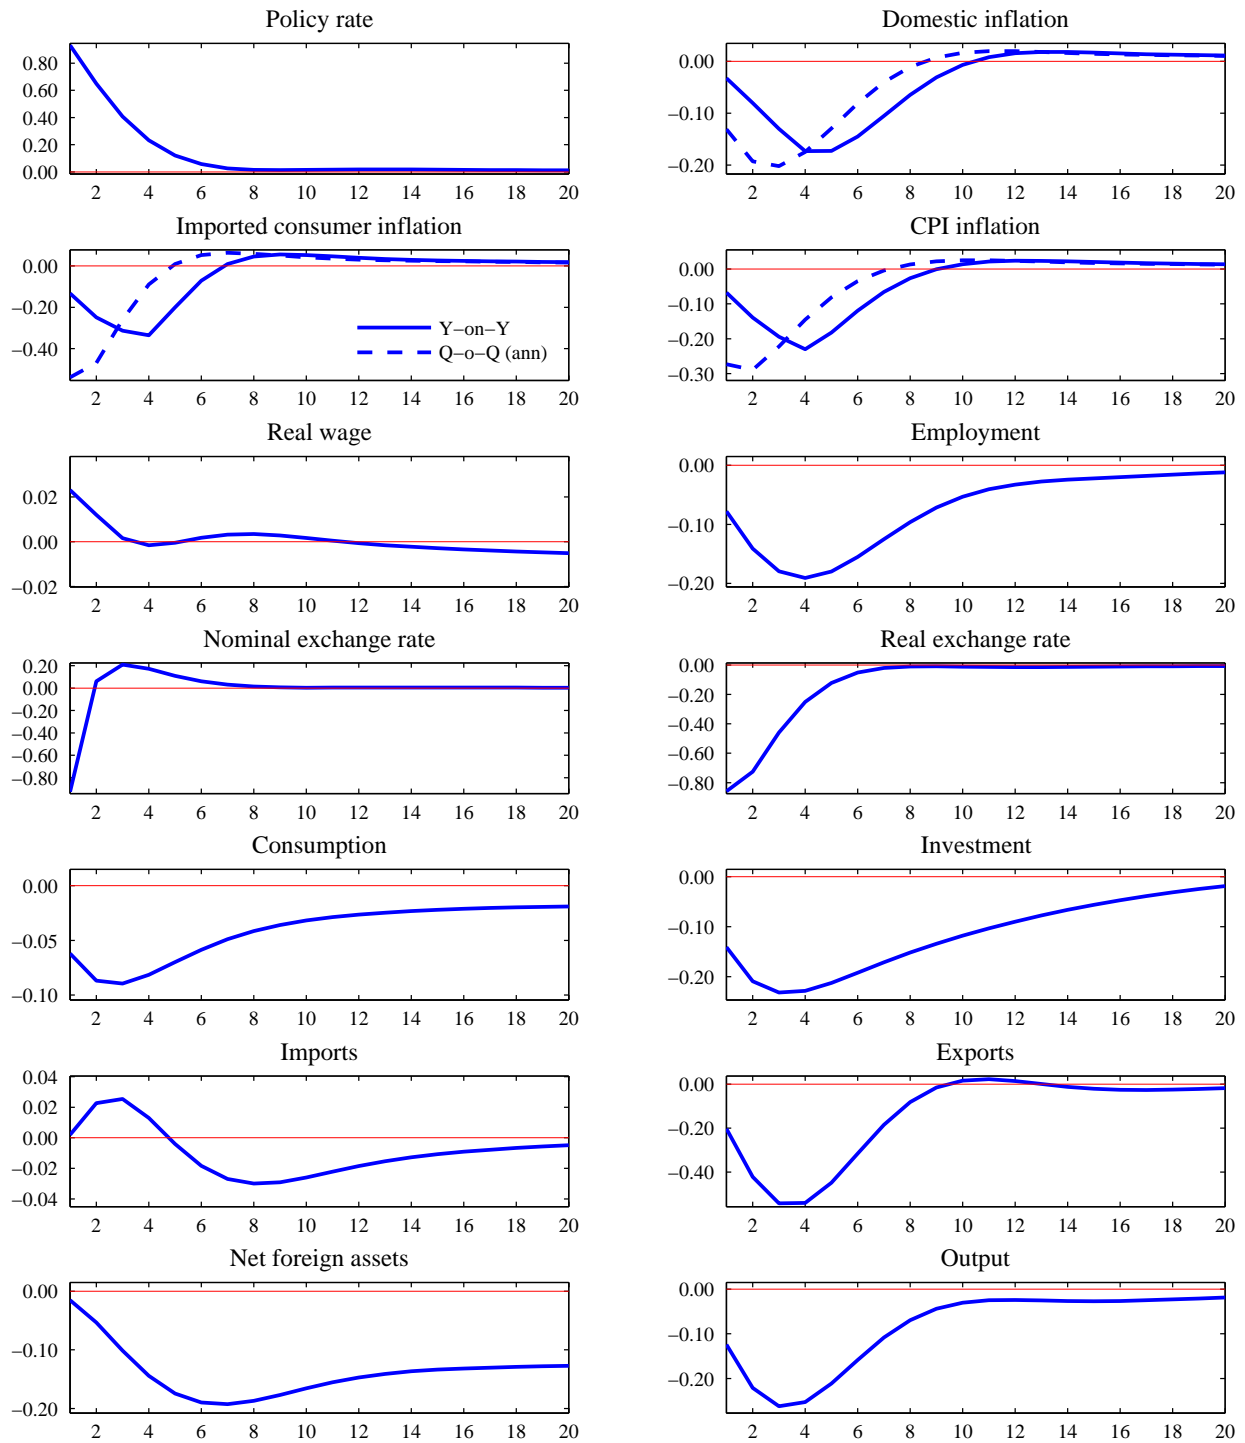 Policy rate
0.80
0.60
0.40
0.20
0.00
2 4 6 8 10 12 14 16 18 20
Domestic inflation
0.00
−0.10
−0.20
2 4 6 8 10 12 14 16 18 20
Imported consumer inflation
0.00
−0.20
−0.40
Y−on−Y
Q−o−Q (ann)
2 4 6 8 10 12 14 16 18 20
CPI inflation
0.00
−0.10
−0.20
−0.30
2 4 6 8 10 12 14 16 18 20
Real wage
0.02
0.00
−0.02
2 4 6 8 10 12 14 16 18 20
Employment
0.00
−0.10
−0.20
2 4 6 8 10 12 14 16 18 20
Nominal exchange rate
0.20
0.00
−0.20
−0.40
−0.60
−0.80
2 4 6 8 10 12 14 16 18 20
Real exchange rate
0.00
−0.20
−0.40
−0.60
−0.80
2 4 6 8 10 12 14 16 18 20
Consumption
0.00
−0.05
−0.10
2 4 6 8 10 12 14 16 18 20
Investment
0.00
−0.10
−0.20
2 4 6 8 10 12 14 16 18 20
Imports
0.04
0.02
0.00
−0.02
−0.04
2 4 6 8 10 12 14 16 18 20
Exports
0.00
−0.20
−0.40
2 4 6 8 10 12 14 16 18 20
Net foreign assets
0.00
−0.10
−0.20
2 4 6 8 10 12 14 16 18 20
Output
0.00
−0.10
−0.20
2 4 6 8 10 12 14 16 18 20